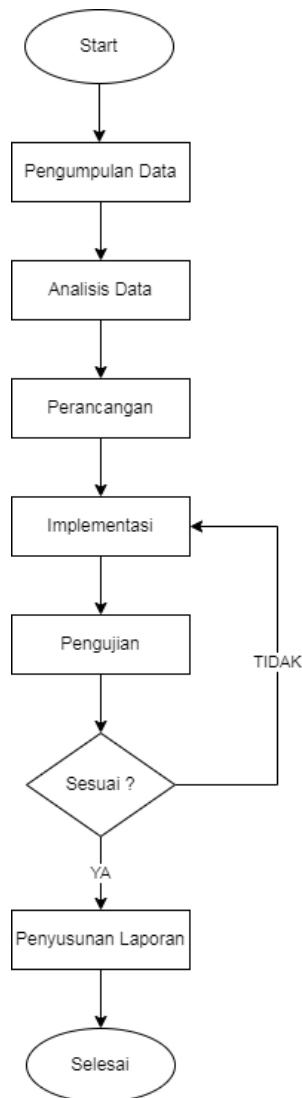 Start
Pengumpulan Data
Analisis Data
Perancangan
Implementasi
Pengujian
TIDAK
Sesuai ?
YA
Penyusunan Laporan
Selesai